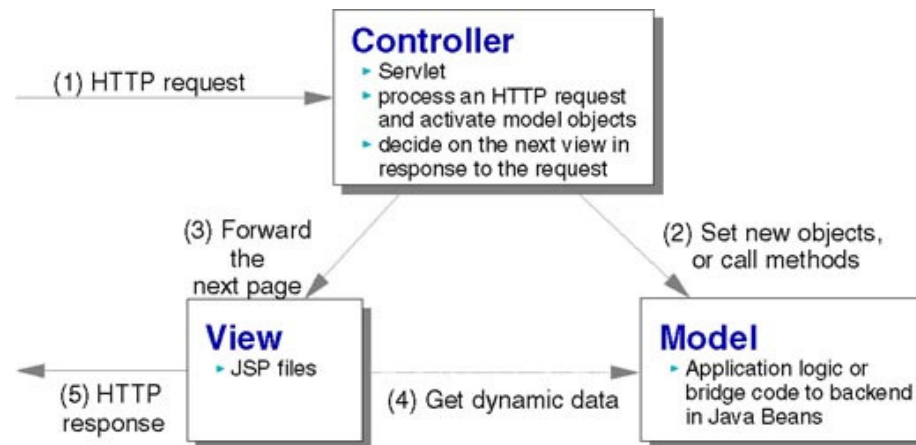 Controller
Servlet
process an HTTP request
and activate model objects
decide on the next view in
response to the request
(1) HTTP request
(3) Forward
the
next page
(2) Set new objects,
or call methods
View
JSP files
Model
Application logic or
bridge code to backend
in Java Beans
(4) Get dynamic data
(5) HTTP
response